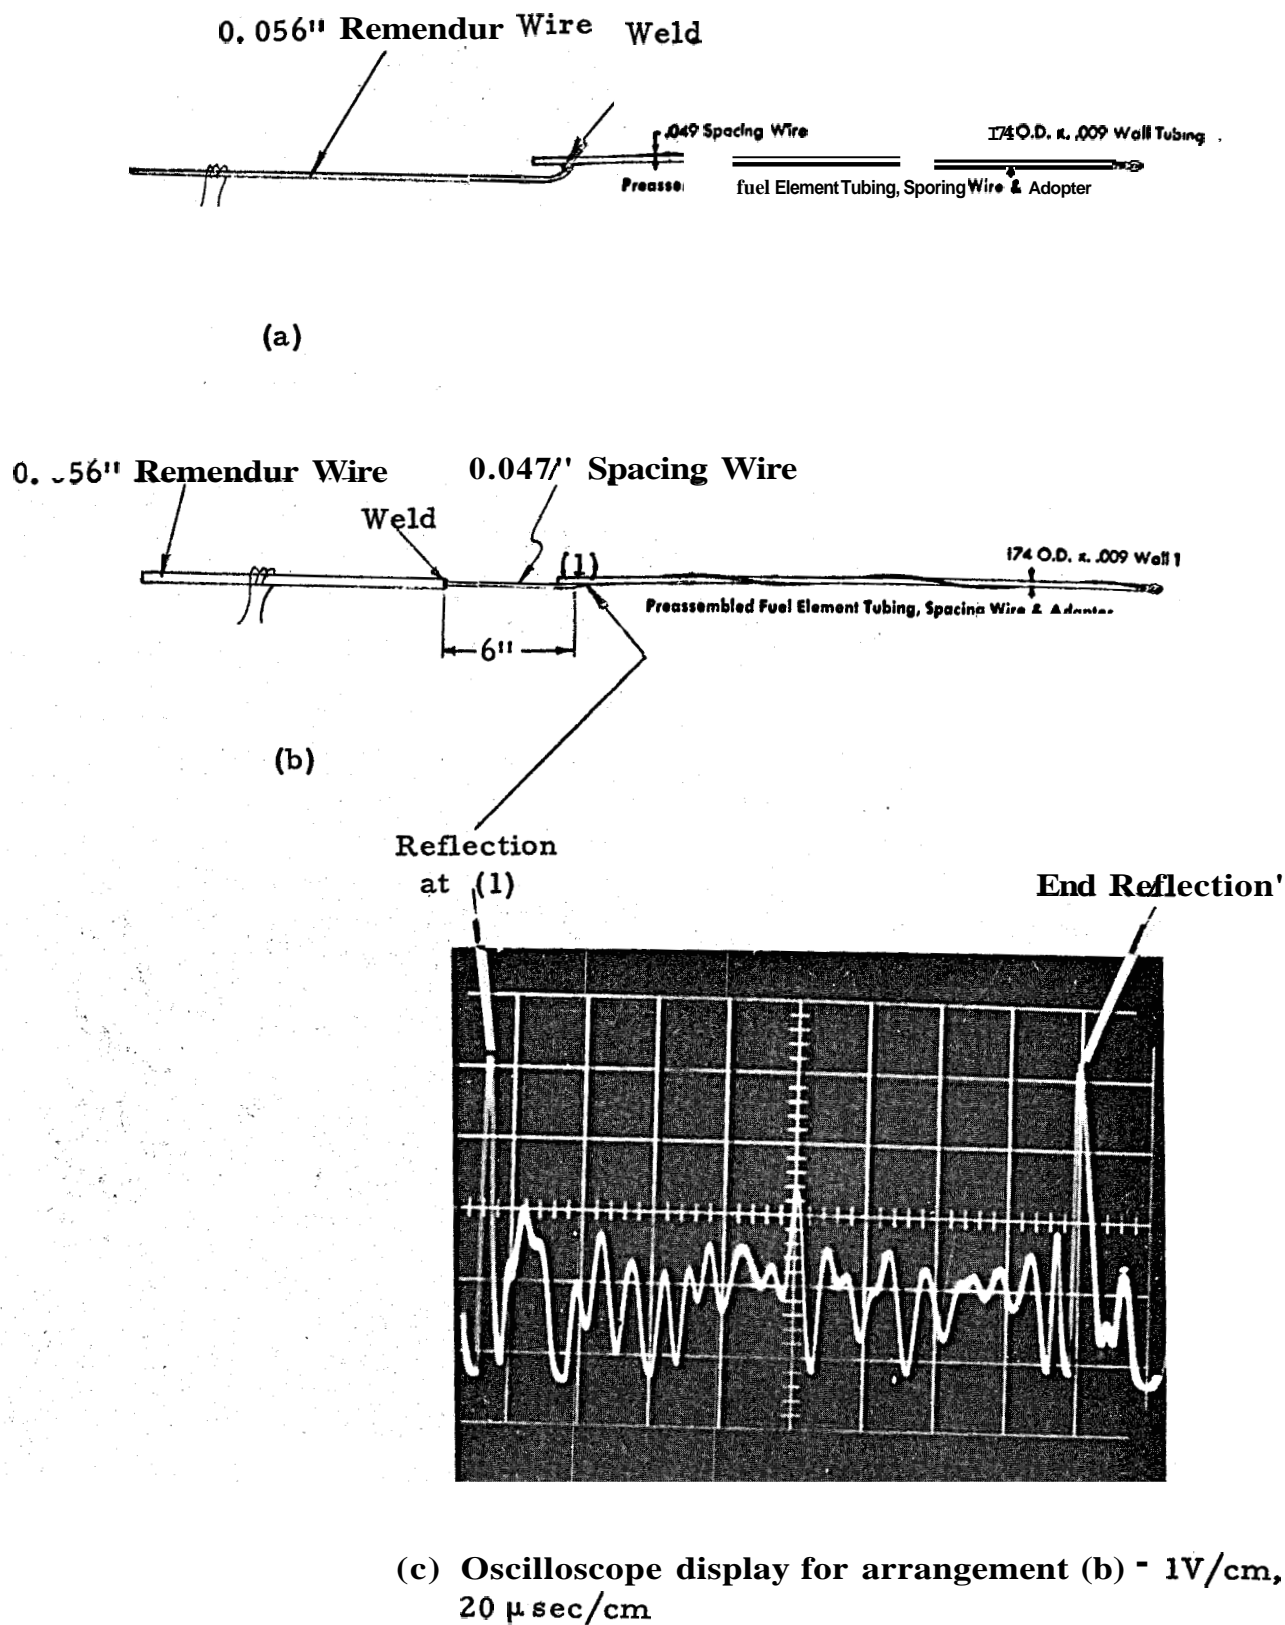 0.056" Remendur Wire Weld
.049 Spacing Wire
174 O.D. x. .009 Wall Tubing
fuel Element Tubing, Sporing Wire & Adopter
(a)
56" Remendur Wire
0.047/" Spacing Wire
Weld
(1)
174 O.D. x. .009 Wall T
Preassembled Fuel Element Tubing, Spacing Wire &
6"
(b)
Reflection
at (1)
End Reflection'
(c) Oscilloscope display for arrangement (b) - 1V/cm,
20 μsec/cm